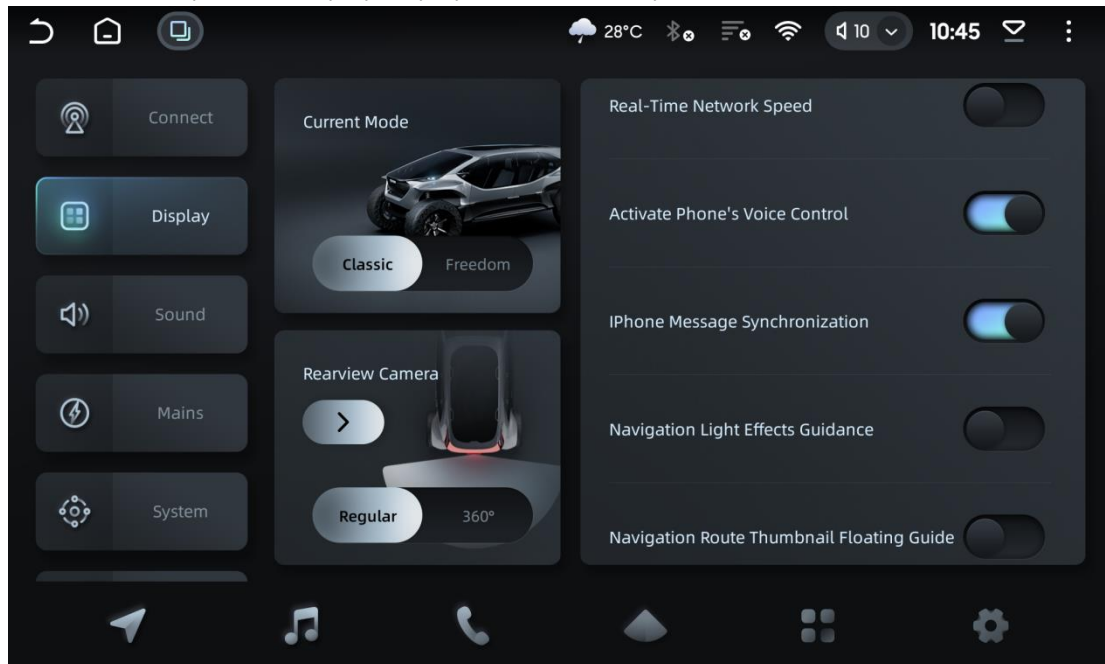 28°C
10
10:45
Connect
Display
Sound
Mains
System
Current Mode
Classic
Freedom
Rearview Camera
Regular
360°
Real-Time Network Speed
Activate Phone's Voice Control
IPhone Message Synchronization
Navigation Light Effects Guidance
Navigation Route Thumbnail Floating Guide